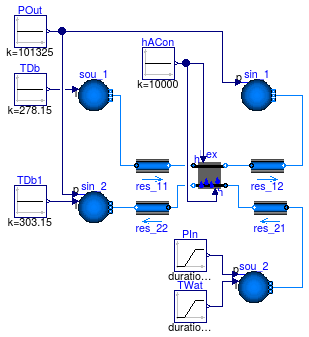 POut
k=101325
TDb
k=278.15
sou_1
hACon
k=10000
p
sin_1
ex
h
res_11
res_12
TDb1
k=303.15
p
T
sin_2
res_22
res_21
PIn
duratio...
TWat
duratio...
p
T
sou_2